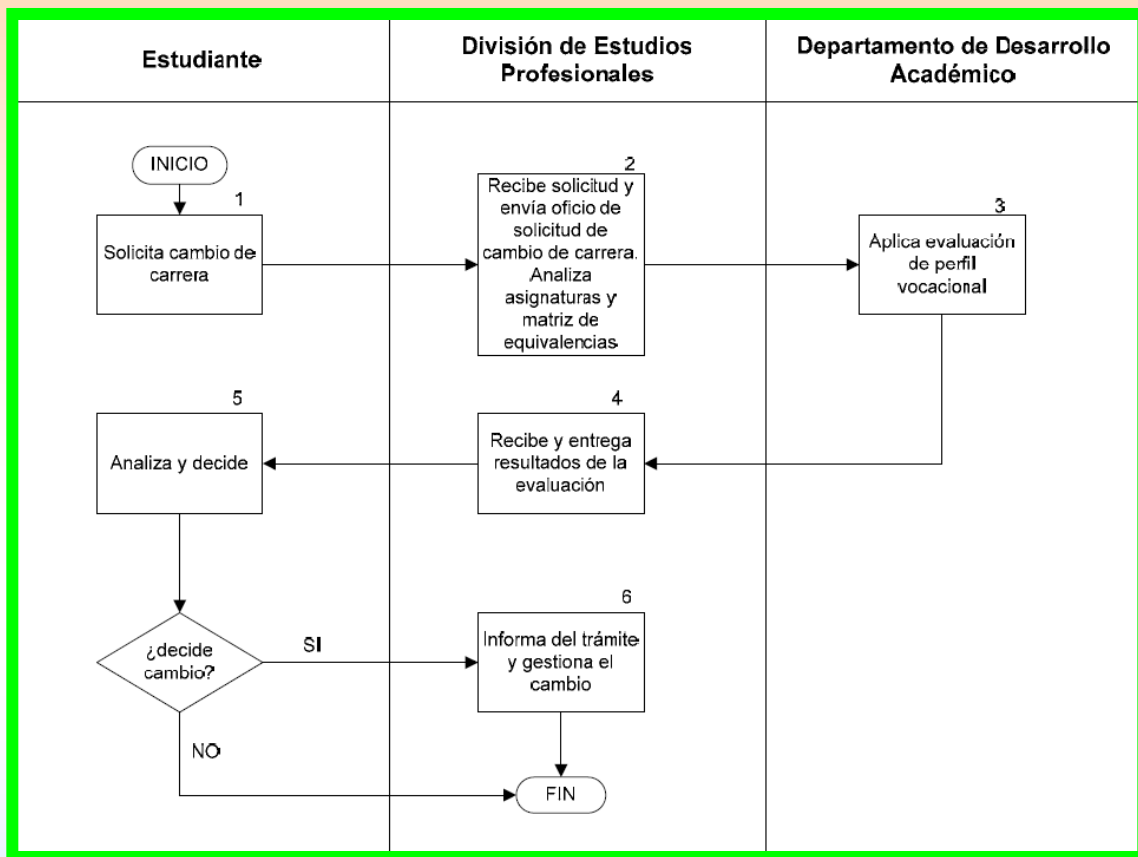 Estudiante
División de Estudios
Profesionales
Departamento de Desarrollo
Académico
INICIO
1
Solicita cambio de
carrera
2
Recibe solicitud y
envía oficio de
solicitud de
cambio de carrera.
Analiza
asignaturas y
matriz de
equivalencias
3
Aplica evaluación
de perfil
vocacional
4
Recibe y entrega
resultados de la
evaluación
5
Analiza y decide
¿decide
cambio?
SI
NO
6
Informa del trámite
y gestiona el
cambio
FIN